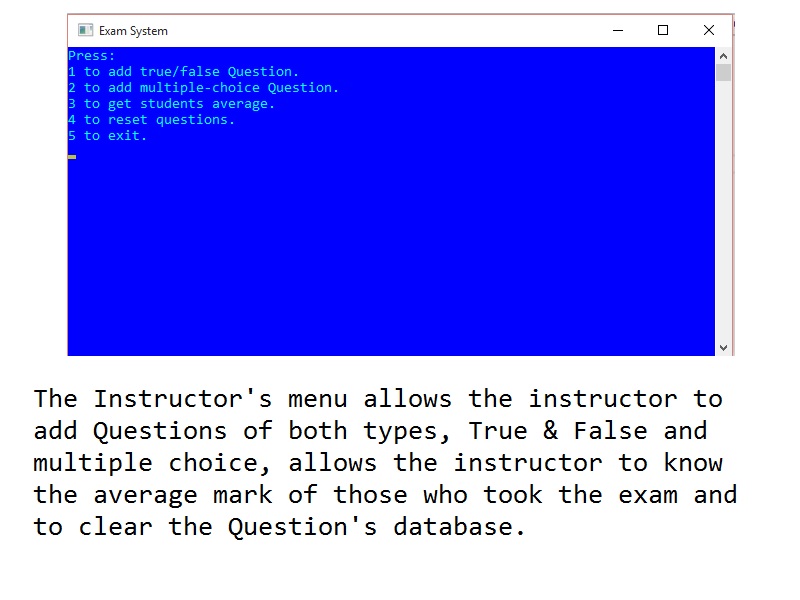 Exam System
Press:
1 to add true/false Question.
2 to add multiple-choice Question.
3 to get students average.
4 to reset questions.
5 to exit.
The Instructor's menu allows the instructor to
add Questions of both types, True & False and
multiple choice, allows the instructor to know
the average mark of those who took the exam and
to clear the Question's database.